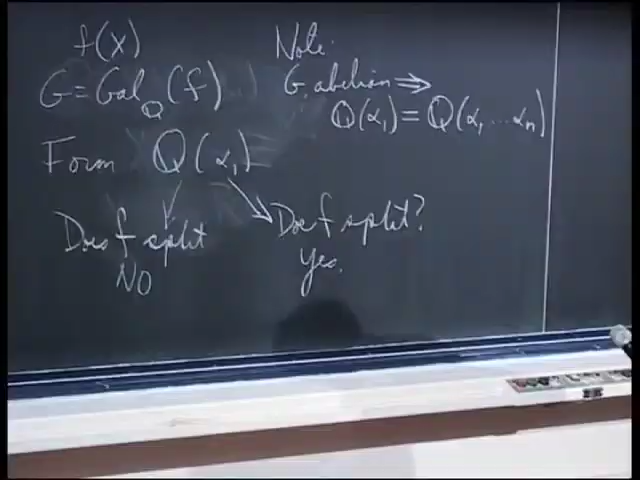 f(x)
G = Gal_Q(f)
Form Q(α₁)
Does f split
NO
Does f split?
Yes.
Note:
G abelian ⇒
Q(α₁) = Q(α₁ ... αₙ)